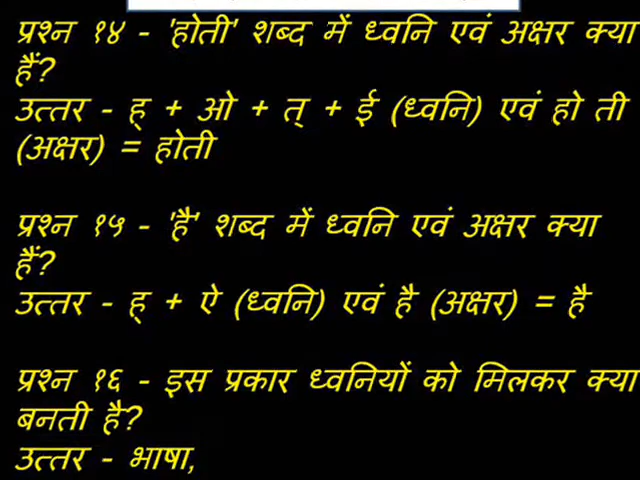 प्रश्न १४ - 'होती' शब्द में ध्वनि एवं अक्षर क्या
हैं?
उत्तर - ह् + ओ + त् + ई (ध्वनि) एवं हो ती
(अक्षर) = होती
प्रश्न १५ - 'है' शब्द में ध्वनि एवं अक्षर क्या
हैं?
उत्तर - ह् + ऐ (ध्वनि) एवं है (अक्षर) = है
प्रश्न १६ - इस प्रकार ध्वनियों को मिलकर क्या
बनती है?
उत्तर - भाषा,